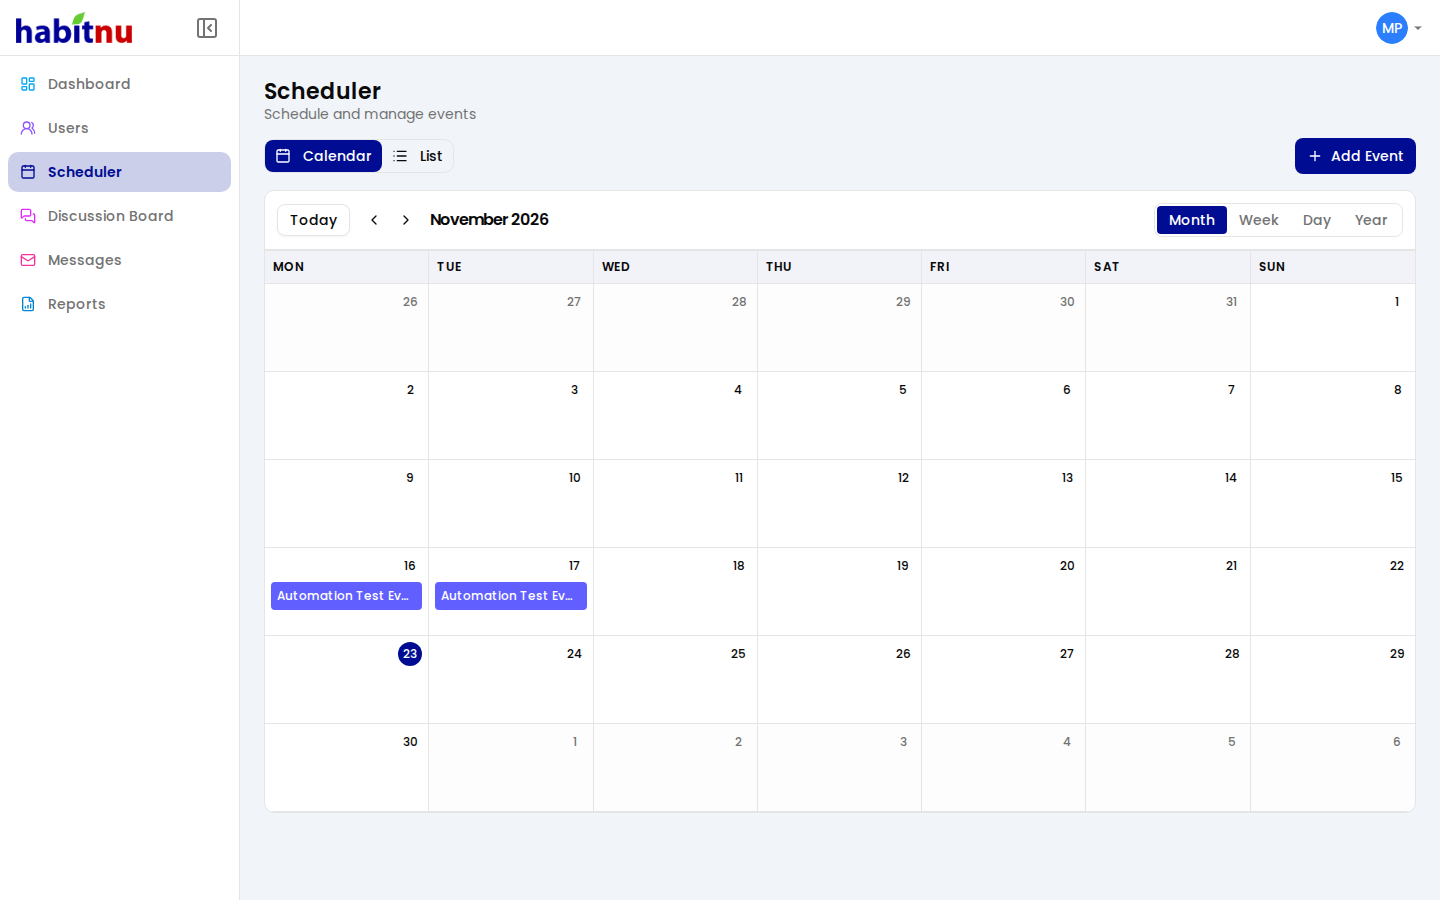 habitnu
MP
Dashboard
Users
Scheduler
Discussion Board
Messages
Reports
Scheduler
Schedule and manage events
Calendar
List
Add Event
Today
November 2026
Month
Week
Day
Year
MON TUE WED THU FRI SAT SUN
26 27 28 29 30 31 1
2 3 4 5 6 7 8
9 10 11 12 13 14 15
16 17 18 19 20 21 22
Automation Test Ev... Automation Test Ev...
23 24 25 26 27 28 29
30 1 2 3 4 5 6